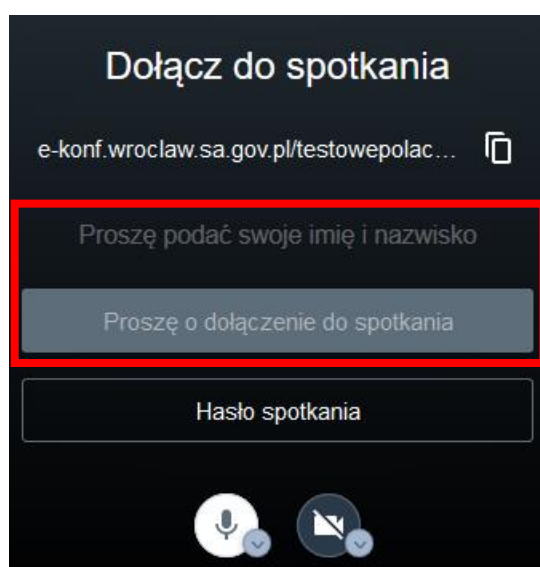 Dołącz do spotkania
e-konf.wroclaw.sa.gov.pl/testowepolac...
Proszę podać swoje imię i nazwisko
Proszę o dołączenie do spotkania
Hasło spotkania